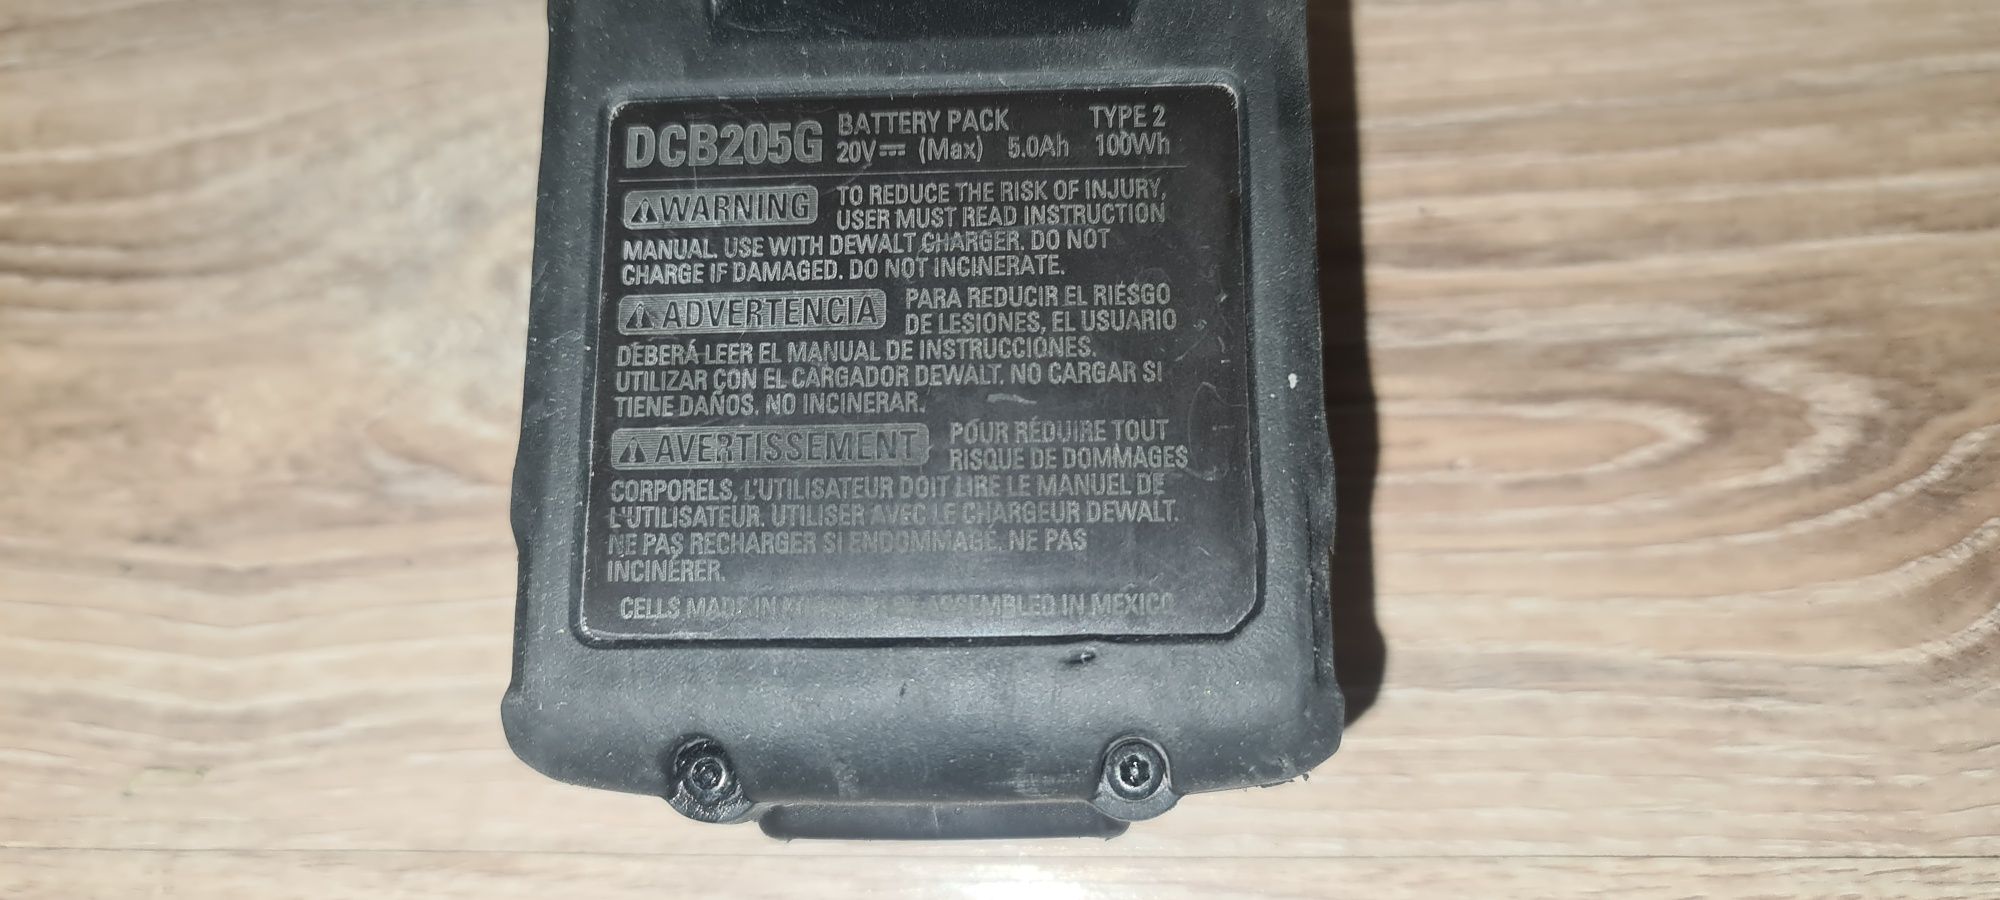 DCB205G BATTERY PACK TYPE 2
20V⎓ (Max) 5.0Ah 100Wh
⚠WARNING TO REDUCE THE RISK OF INJURY,
USER MUST READ INSTRUCTION
MANUAL. USE WITH DEWALT CHARGER. DO NOT
CHARGE IF DAMAGED. DO NOT INCINERATE.
⚠ADVERTENCIA PARA REDUCIR EL RIESGO
DE LESIONES, EL USUARIO
DEBERÁ LEER EL MANUAL DE INSTRUCCIONES.
UTILIZAR CON EL CARGADOR DEWALT. NO CARGAR SI
TIENE DAÑOS. NO INCINERAR.
⚠AVERTISSEMENT POUR RÉDUIRE TOUT
RISQUE DE DOMMAGES
CORPORELS, L'UTILISATEUR DOIT LIRE LE MANUEL DE
L'UTILISATEUR. UTILISER AVEC LE CHARGEUR DEWALT.
NE PAS RECHARGER SI ENDOMMAGÉ. NE PAS
INCINÉRER.
CELLS MADE IN ASSEMBLED IN MEXICO